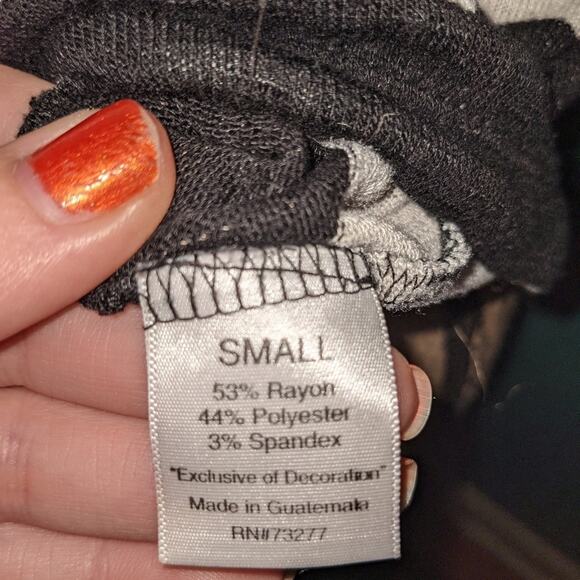 SMALL
53% Rayon
44% Polyester
3% Spandex
"Exclusive of Decoration"
Made in Guatemala
RN#73277